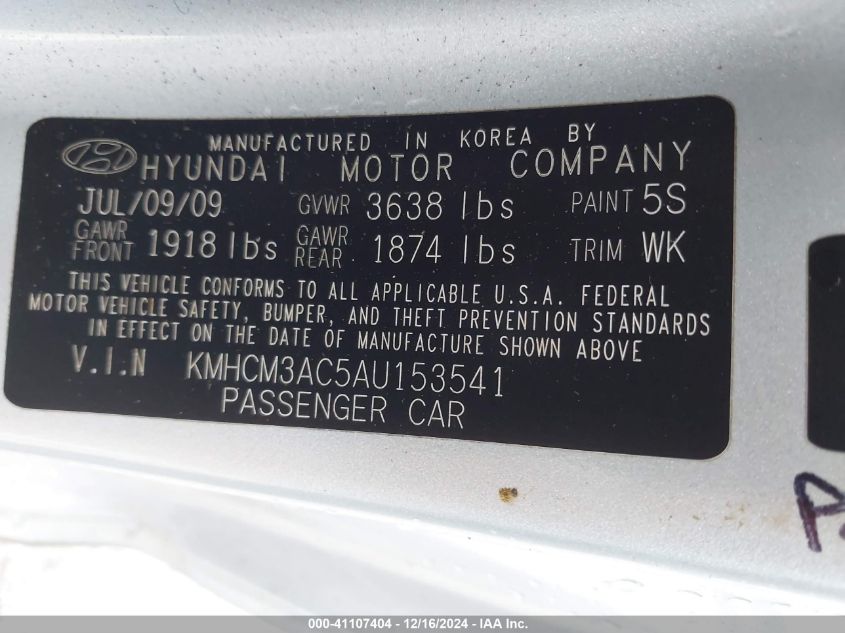 MANUFACTURED IN KOREA BY
HYUNDAI MOTOR COMPANY
JUL/09/09 GVWR 3638 lbs PAINT 5S
GAWR FRONT 1918 lbs GAWR REAR 1874 lbs TRIM WK
THIS VEHICLE CONFORMS TO ALL APPLICABLE U.S.A. FEDERAL
MOTOR VEHICLE SAFETY, BUMPER, AND THEFT PREVENTION STANDARDS
IN EFFECT ON THE DATE OF MANUFACTURE SHOWN ABOVE
V.I.N KMHCM3AC5AU153541
PASSENGER CAR
000-41107404 - 12/16/2024 - IAA Inc.